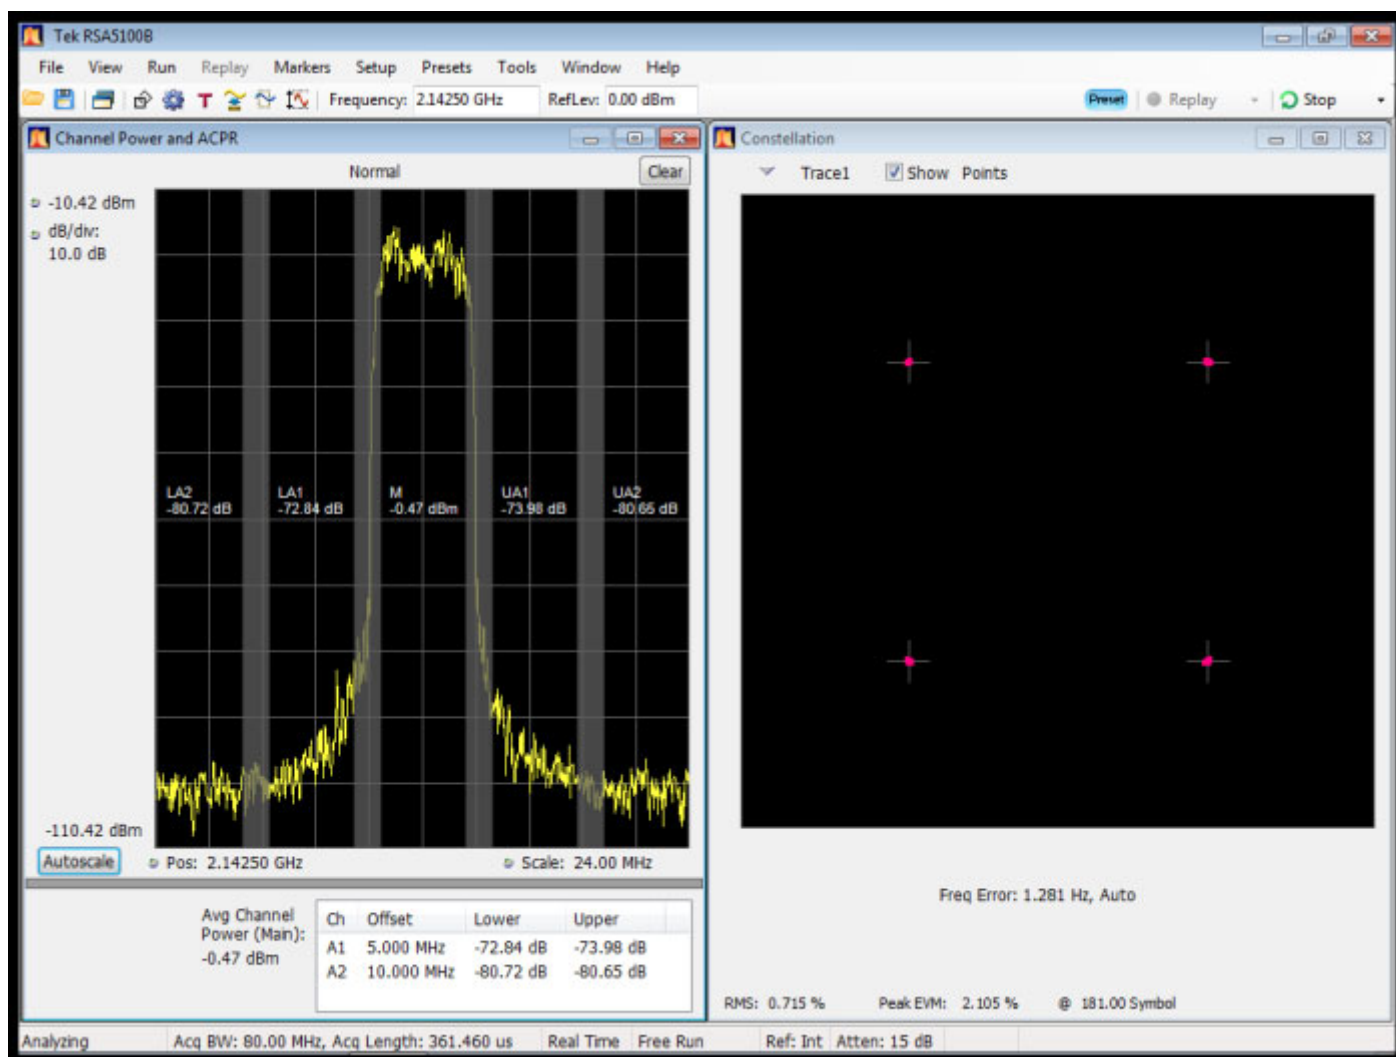 Tek RSA5100B
File View Run Replay Markers Setup Presets Tools Window Help
Frequency: 2.14250 GHz RefLev: 0.00 dBm Preset Replay Stop
Channel Power and ACPR
Normal Clear
-10.42 dBm
dB/div:
10.0 dB
LA2 LA1 M UA1 UA2
-80.72 dB -72.84 dB -0.47 dBm -73.98 dB -80.65 dB
-110.42 dBm
Autoscale Pos: 2.14250 GHz Scale: 24.00 MHz
Avg Channel
Power (Main):
-0.47 dBm
Ch Offset Lower Upper
A1 5.000 MHz -72.84 dB -73.98 dB
A2 10.000 MHz -80.72 dB -80.65 dB
Constellation
Trace1 Show Points
Freq Error: 1.281 Hz, Auto
RMS: 0.715 % Peak EVM: 2.105 % @ 181.00 Symbol
Analyzing Acq BW: 80.00 MHz, Acq Length: 361.460 us Real Time Free Run Ref: Int Atten: 15 dB